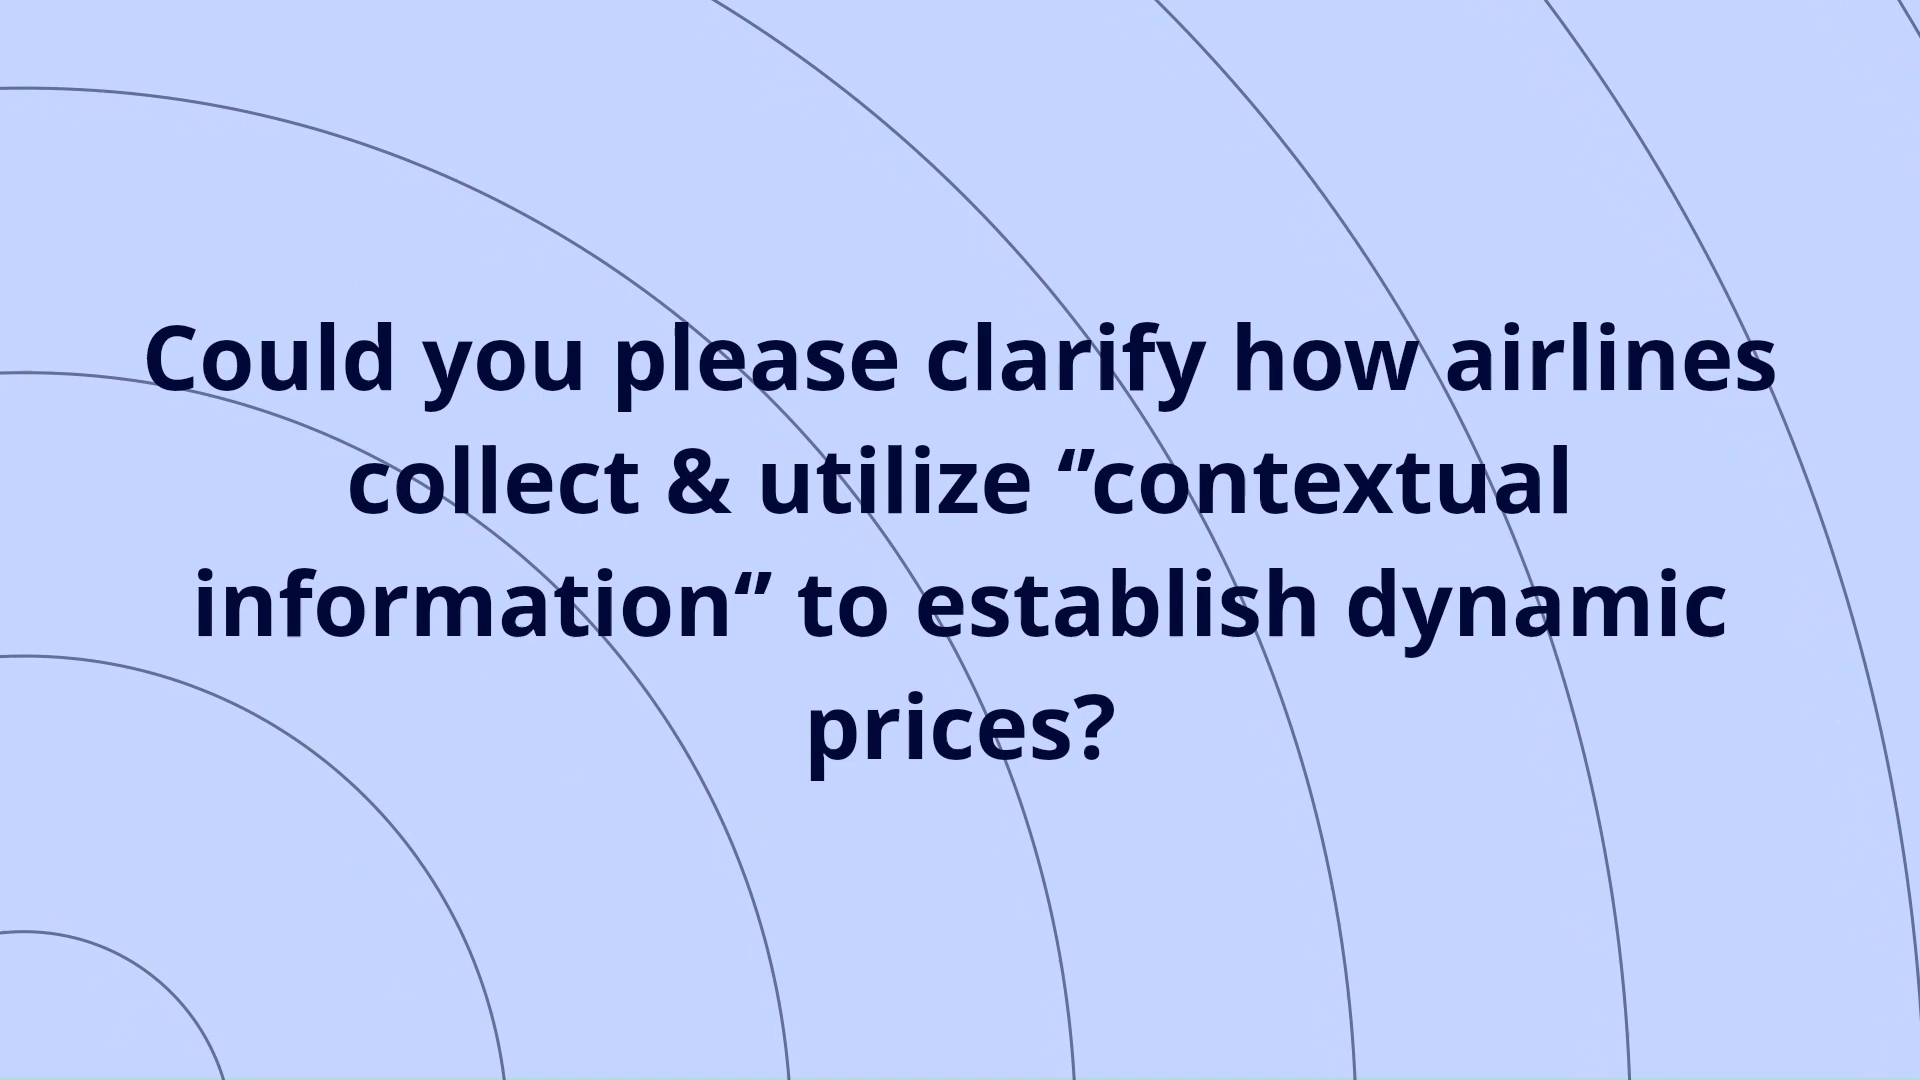 Could you please clarify how airlines
collect & utilize “contextual
information“ to establish dynamic
prices?